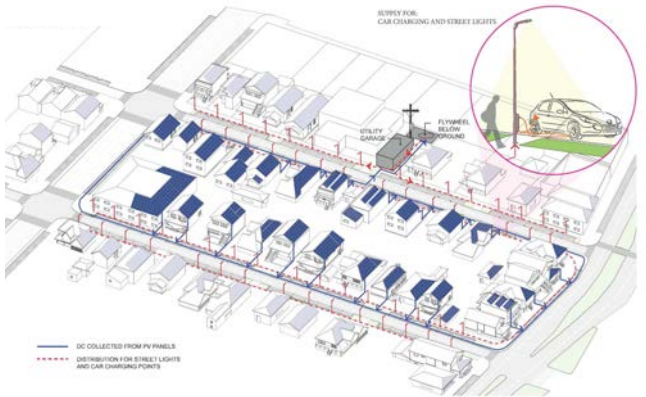 SUPPLY FOR:
CAR CHARGING AND STREET LIGHTS
UTILITY
GARAGE
FLYWHEEL
BELOW
GROUND
DC COLLECTED FROM PV PANELS
DISTRIBUTION FOR STREET LIGHTS
AND CAR CHARGING POINTS